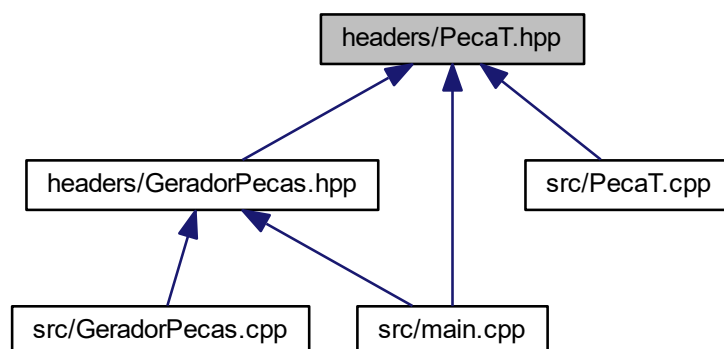 headers/PecaT.hpp
headers/GeradorPecas.hpp
src/PecaT.cpp
src/GeradorPecas.cpp
src/main.cpp